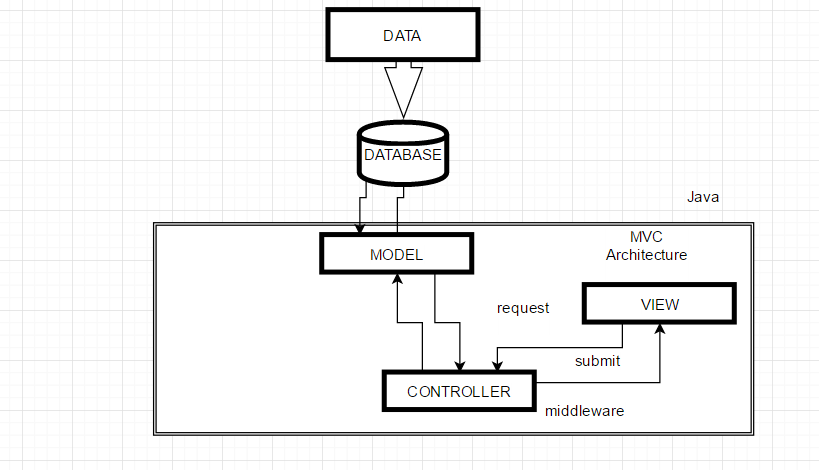 DATA
DATABASE
Java
MVC
Architecture
MODEL
VIEW
request
submit
CONTROLLER
middleware